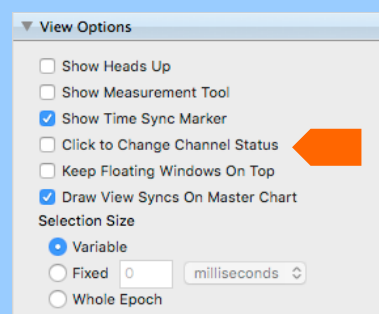 View Options
Show Heads Up
Show Measurement Tool
Show Time Sync Marker
Click to Change Channel Status
Keep Floating Windows On Top
Draw View Syncs On Master Chart
Selection Size
Variable
Fixed 0 milliseconds
Whole Epoch